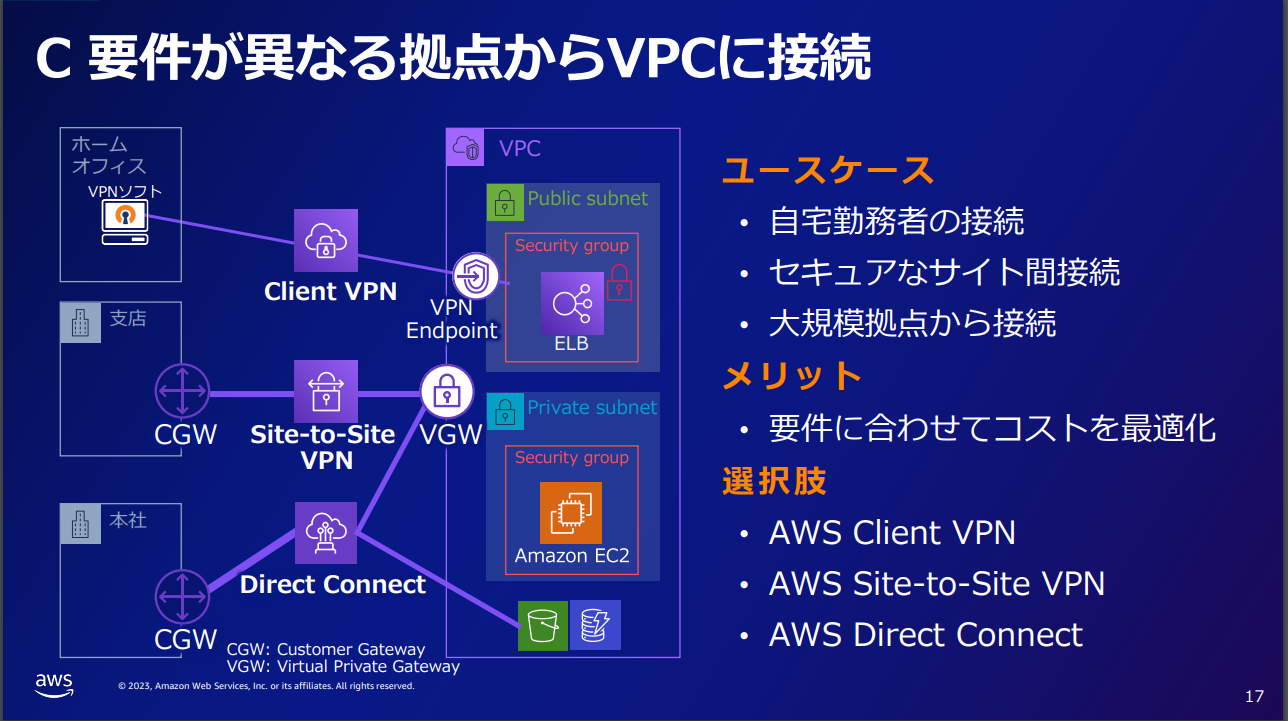 C 要件が異なる拠点からVPCに接続
ホーム
オフィス
VPNソフト
Client VPN
支店
CGW
Site-to-Site
VPN
本社
CGW
Direct Connect
CGW: Customer Gateway
VGW: Virtual Private Gateway
VPC
VPN
Endpoint
VGW
Public subnet
Security group
ELB
Private subnet
Security group
Amazon EC2
ユースケース
• 自宅勤務者の接続
• セキュアなサイト間接続
• 大規模拠点から接続
メリット
• 要件に合わせてコストを最適化
選択肢
• AWS Client VPN
• AWS Site-to-Site VPN
• AWS Direct Connect
aws
© 2023, Amazon Web Services, Inc. or its affiliates. All rights reserved.
17